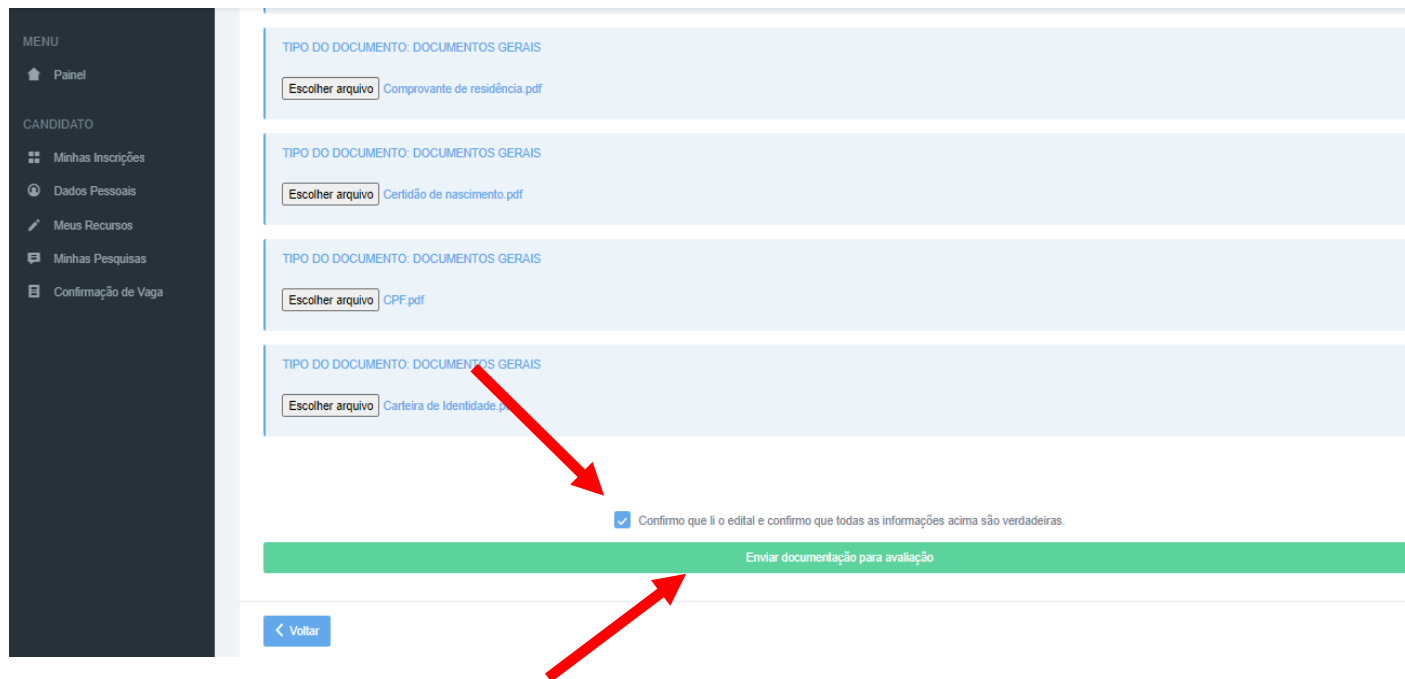 MENU
Painel
CANDIDATO
Minhas Inscrições
Dados Pessoais
Meus Recursos
Minhas Pesquisas
Confirmação de Vaga
TIPO DO DOCUMENTO: DOCUMENTOS GERAIS
Escolher arquivo Comprovante de residência.pdf
TIPO DO DOCUMENTO: DOCUMENTOS GERAIS
Escolher arquivo Certidão de nascimento.pdf
TIPO DO DOCUMENTO: DOCUMENTOS GERAIS
Escolher arquivo CPF.pdf
TIPO DO DOCUMENTO: DOCUMENTOS GERAIS
Escolher arquivo Carteira de Identidade.pdf
Confirmo que li o edital e confirmo que todas as informações acima são verdadeiras.
Enviar documentação para avaliação
Voltar